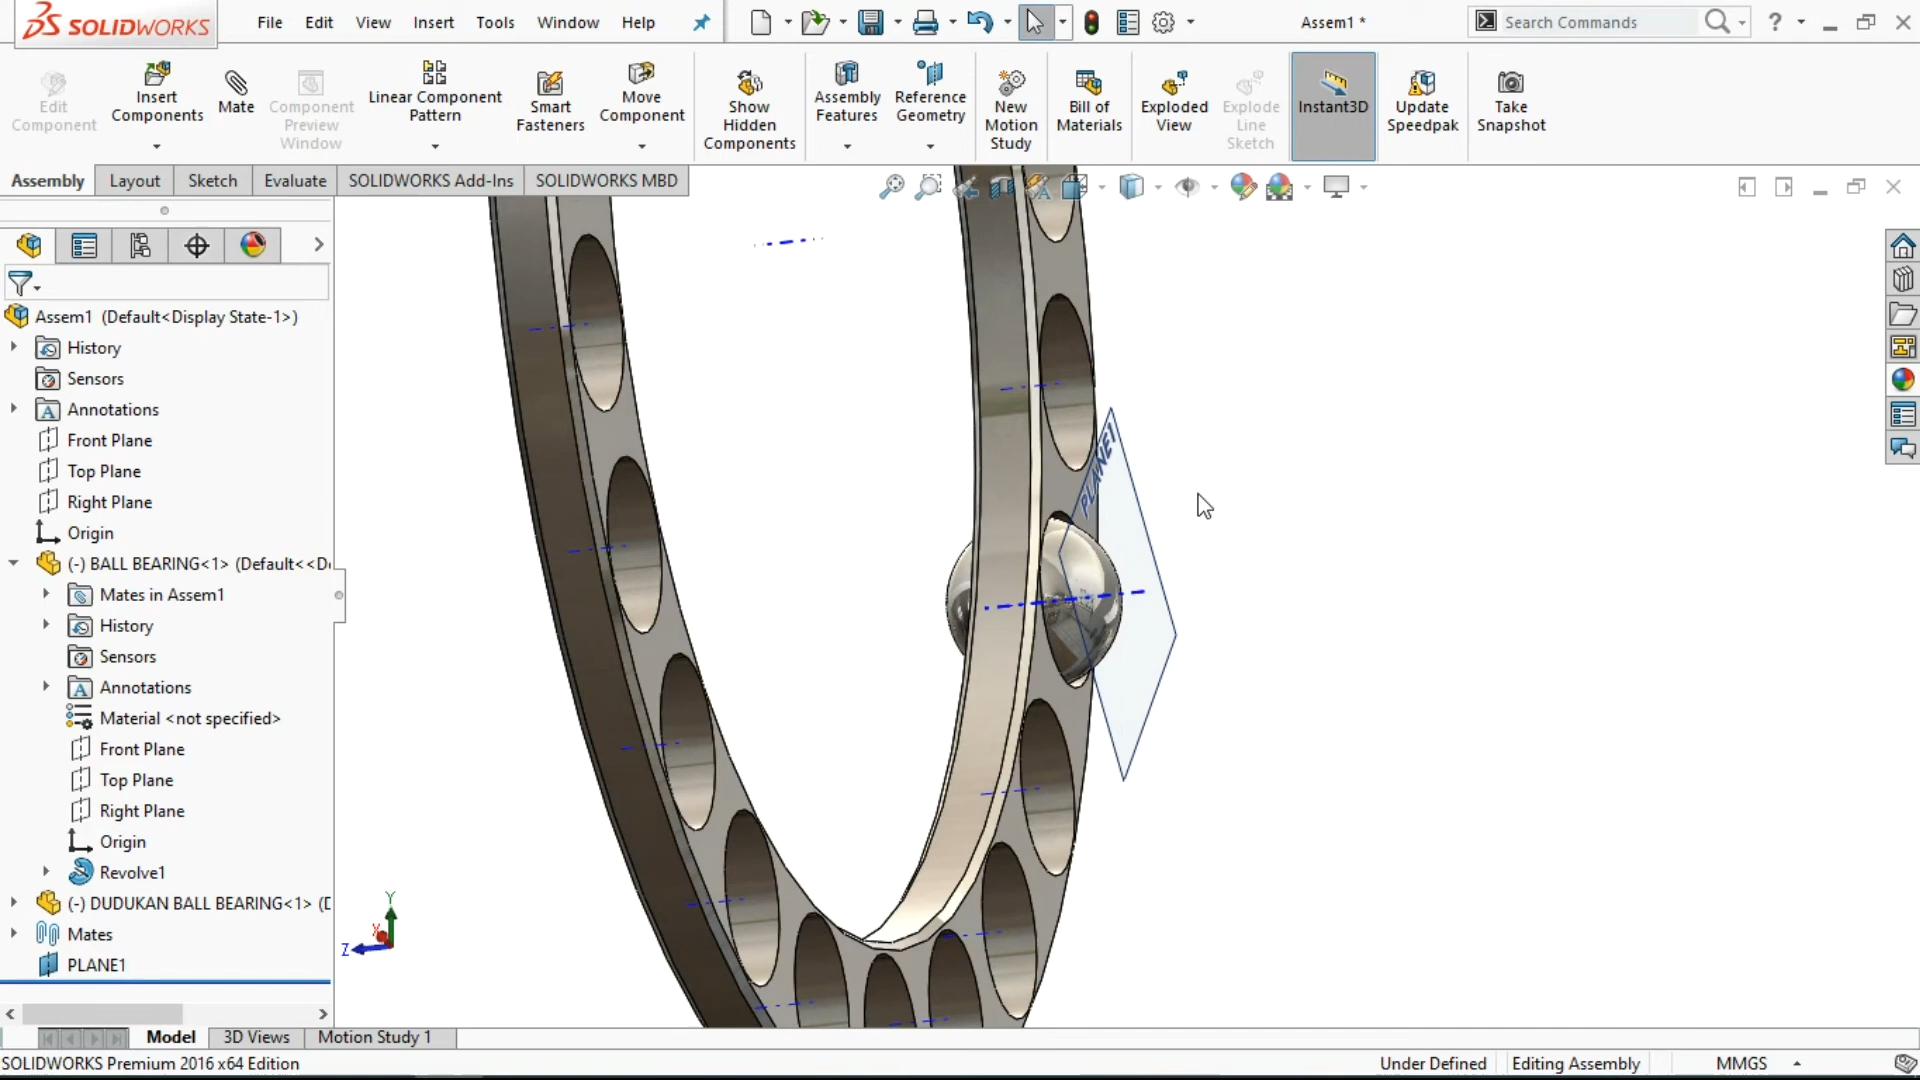 SOLIDWORKS
File Edit View Insert Tools Window Help
Assem1 *
Search Commands
?
Edit Component
Insert Components
Mate
Component Preview Window
Linear Component Pattern
Smart Fasteners
Move Component
Show Hidden Components
Assembly Features
Reference Geometry
New Motion Study
Bill of Materials
Exploded View
Explode Line Sketch
Instant3D
Update Speedpak
Take Snapshot
Assembly Layout Sketch Evaluate SOLIDWORKS Add-Ins SOLIDWORKS MBD
Assem1 (Default<Display State-1>)
History
Sensors
Annotations
Front Plane
Top Plane
Right Plane
Origin
(-) BALL BEARING<1> (Default<<D
Mates in Assem1
History
Sensors
Annotations
Material <not specified>
Front Plane
Top Plane
Right Plane
Origin
Revolve1
(-) DUDUKAN BALL BEARING<1> (D
Mates
PLANE1
PLANE1
Y
X
Z
Model 3D Views Motion Study 1
SOLIDWORKS Premium 2016 x64 Edition
Under Defined Editing Assembly MMGS